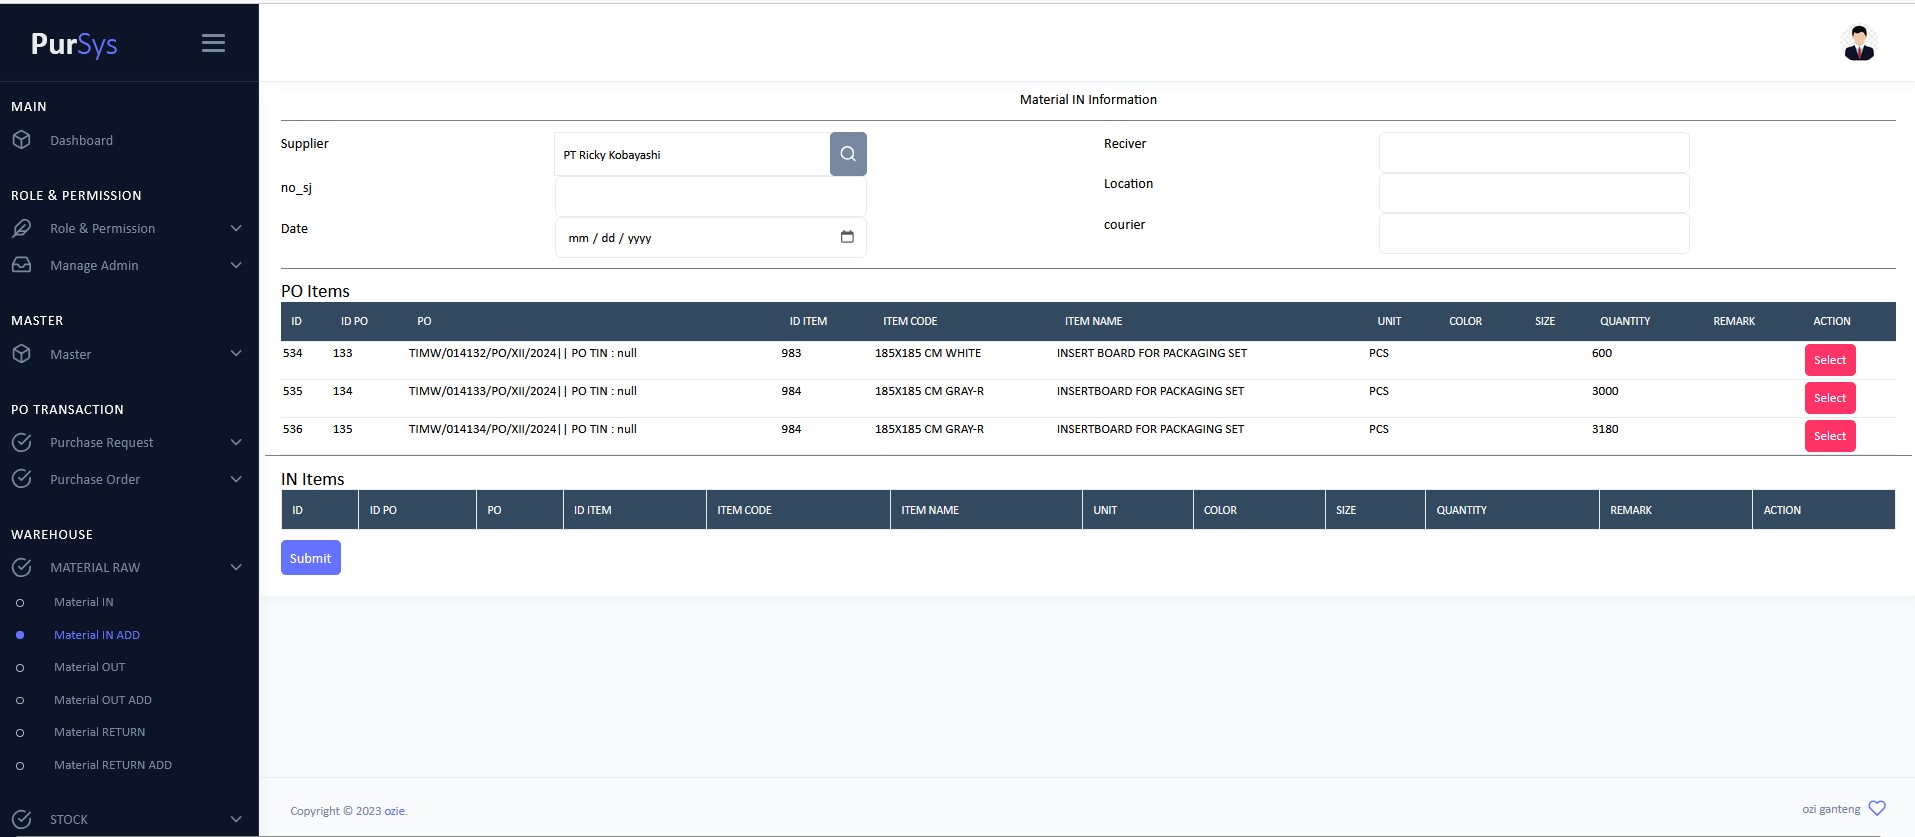 PurSys
MAIN
Dashboard
ROLE & PERMISSION
Role & Permission
Manage Admin
MASTER
Master
PO TRANSACTION
Purchase Request
Purchase Order
WAREHOUSE
MATERIAL RAW
Material IN
Material IN ADD
Material OUT
Material OUT ADD
Material RETURN
Material RETURN ADD
STOCK
Material IN Information
Supplier PT Ricky Kobayashi Reciver
no_sj Location
Date mm / dd / yyyy courier
PO Items
ID ID PO PO ID ITEM ITEM CODE ITEM NAME UNIT COLOR SIZE QUANTITY REMARK ACTION
534 133 TIMW/014132/PO/XII/2024|| PO TIN : null 983 185X185 CM WHITE INSERT BOARD FOR PACKAGING SET PCS 600 Select
535 134 TIMW/014133/PO/XII/2024|| PO TIN : null 984 185X185 CM GRAY-R INSERTBOARD FOR PACKAGING SET PCS 3000 Select
536 135 TIMW/014134/PO/XII/2024|| PO TIN : null 984 185X185 CM GRAY-R INSERTBOARD FOR PACKAGING SET PCS 3180 Select
IN Items
ID ID PO PO ID ITEM ITEM CODE ITEM NAME UNIT COLOR SIZE QUANTITY REMARK ACTION
Submit
Copyright © 2023 ozie. ozi ganteng